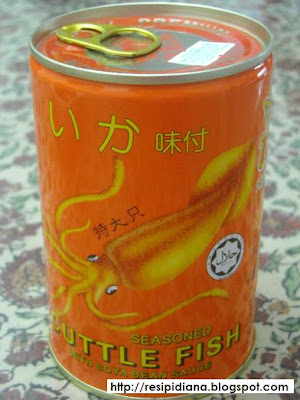 いか 味付
特大只
SEASONED
CUTTLE FISH
WITH SOYA BEAN SAUCE
http://resipidiana.blogspot.com